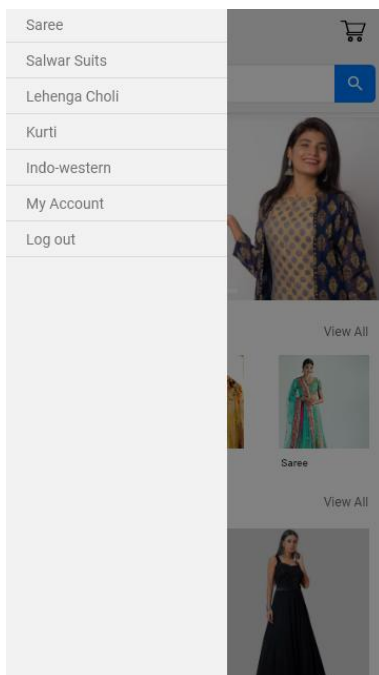 Saree
Salwar Suits
Lehenga Choli
Kurti
Indo-western
My Account
Log out
View All
Saree
View All